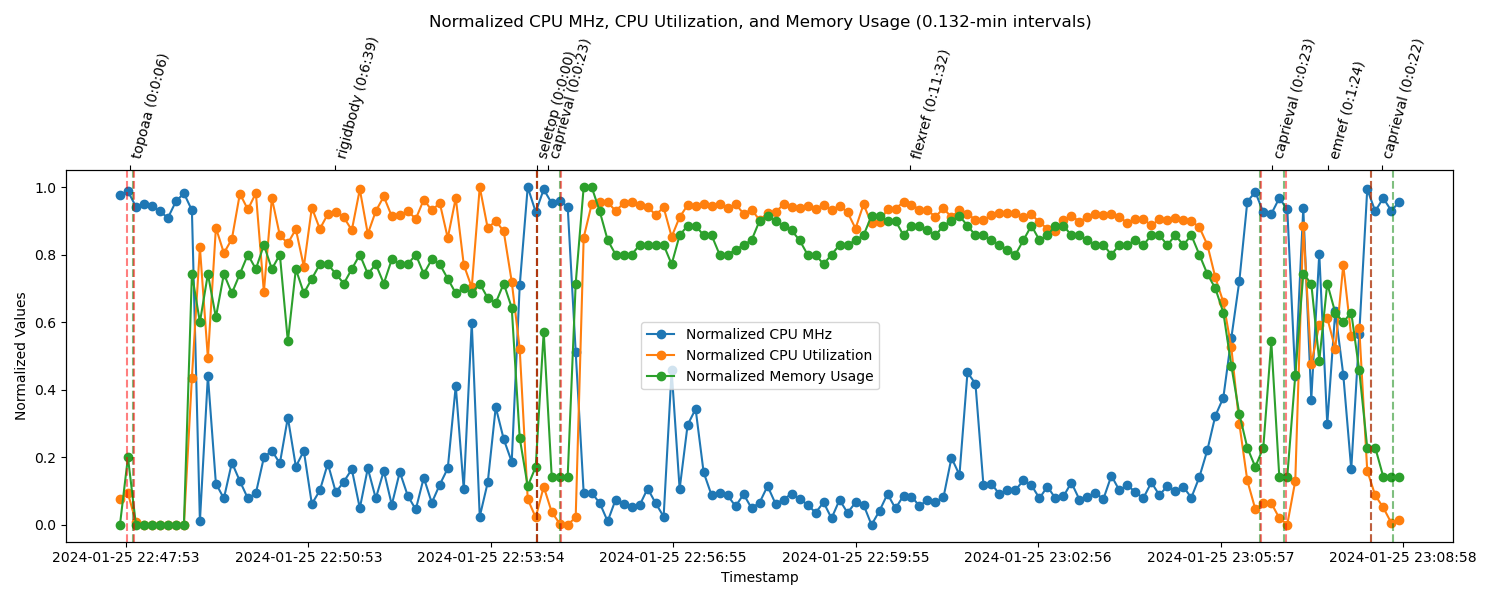 Normalized CPU MHz, CPU Utilization, and Memory Usage (0.132-min intervals)
topoaa (0:0:06)
rigidbody (0:6:39)
seletop (0:0:00)
caprieval (0:0:23)
flexref (0:11:32)
caprieval (0:0:23)
emref (0:1:24)
caprieval (0:0:22)
Normalized Values
1.0
0.8
0.6
0.4
0.2
0.0
Normalized CPU MHz
Normalized CPU Utilization
Normalized Memory Usage
2024-01-25 22:47:53
2024-01-25 22:50:53
2024-01-25 22:53:54
2024-01-25 22:56:55
2024-01-25 22:59:55
2024-01-25 23:02:56
2024-01-25 23:05:57
2024-01-25 23:08:58
Timestamp